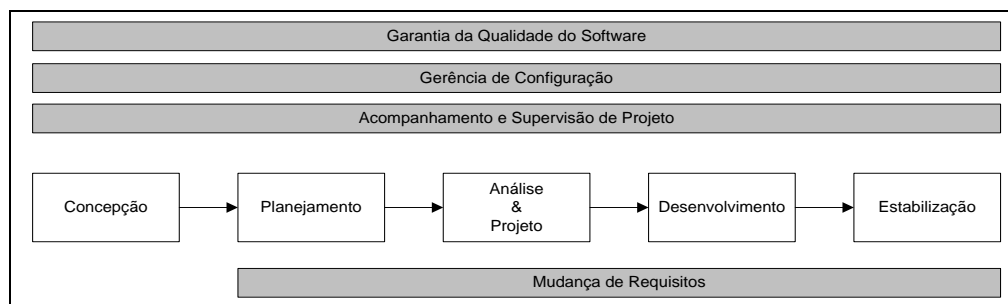 Garantia da Qualidade do Software
Gerência de Configuração
Acompanhamento e Supervisão de Projeto
Concepção
Planejamento
Análise
&
Projeto
Desenvolvimento
Estabilização
Mudança de Requisitos